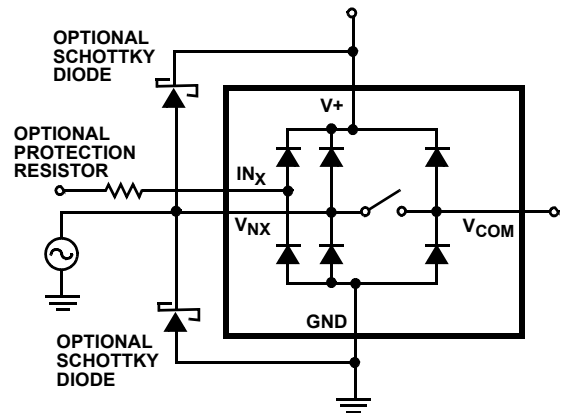 OPTIONAL
SCHOTTKY
DIODE
V+
OPTIONAL
PROTECTION
RESISTOR
INX
VNX
VCOM
GND
OPTIONAL
SCHOTTKY
DIODE